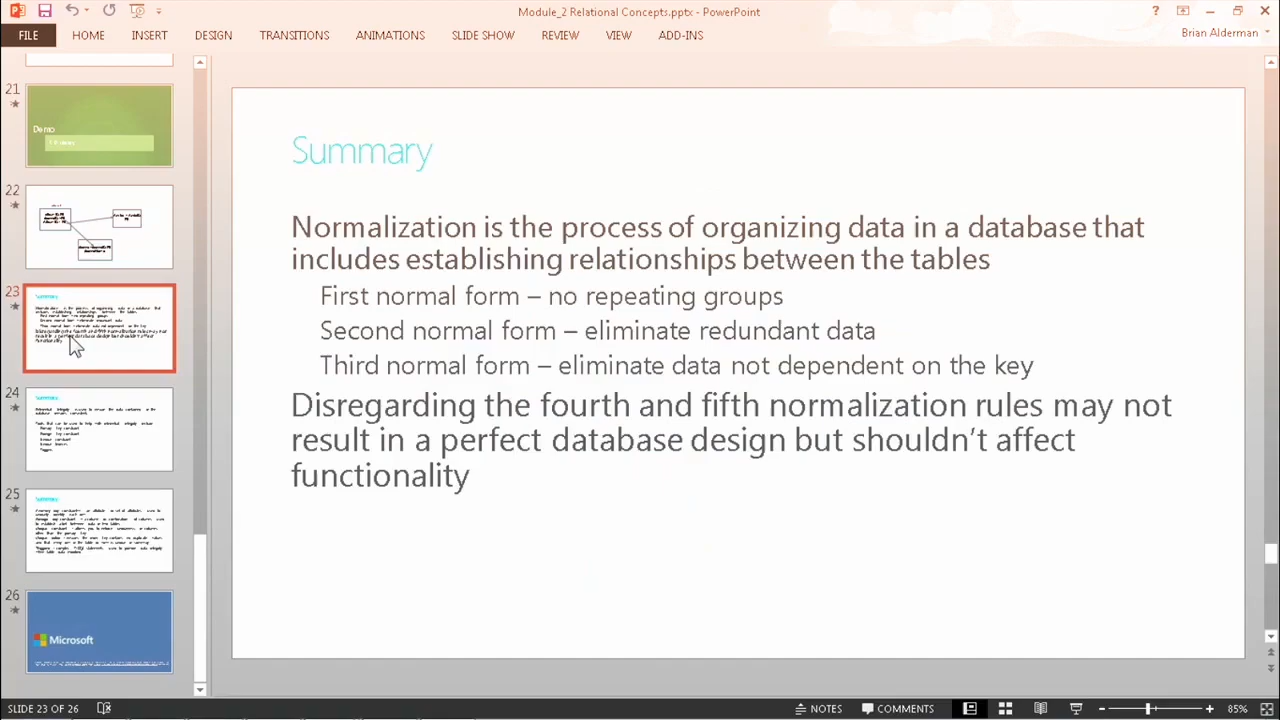 Module_2 Relational Concepts.pptx - PowerPoint
?
FILE HOME INSERT DESIGN TRANSITIONS ANIMATIONS SLIDE SHOW REVIEW VIEW ADD-INS Brian Alderman
21
Demo
22
23
Summary
24
Summary
25
Summary
26
Microsoft
Summary
Normalization is the process of organizing data in a database that
includes establishing relationships between the tables
First normal form – no repeating groups
Second normal form – eliminate redundant data
Third normal form – eliminate data not dependent on the key
Disregarding the fourth and fifth normalization rules may not
result in a perfect database design but shouldn’t affect
functionality
SLIDE 23 OF 26 NOTES COMMENTS 85%